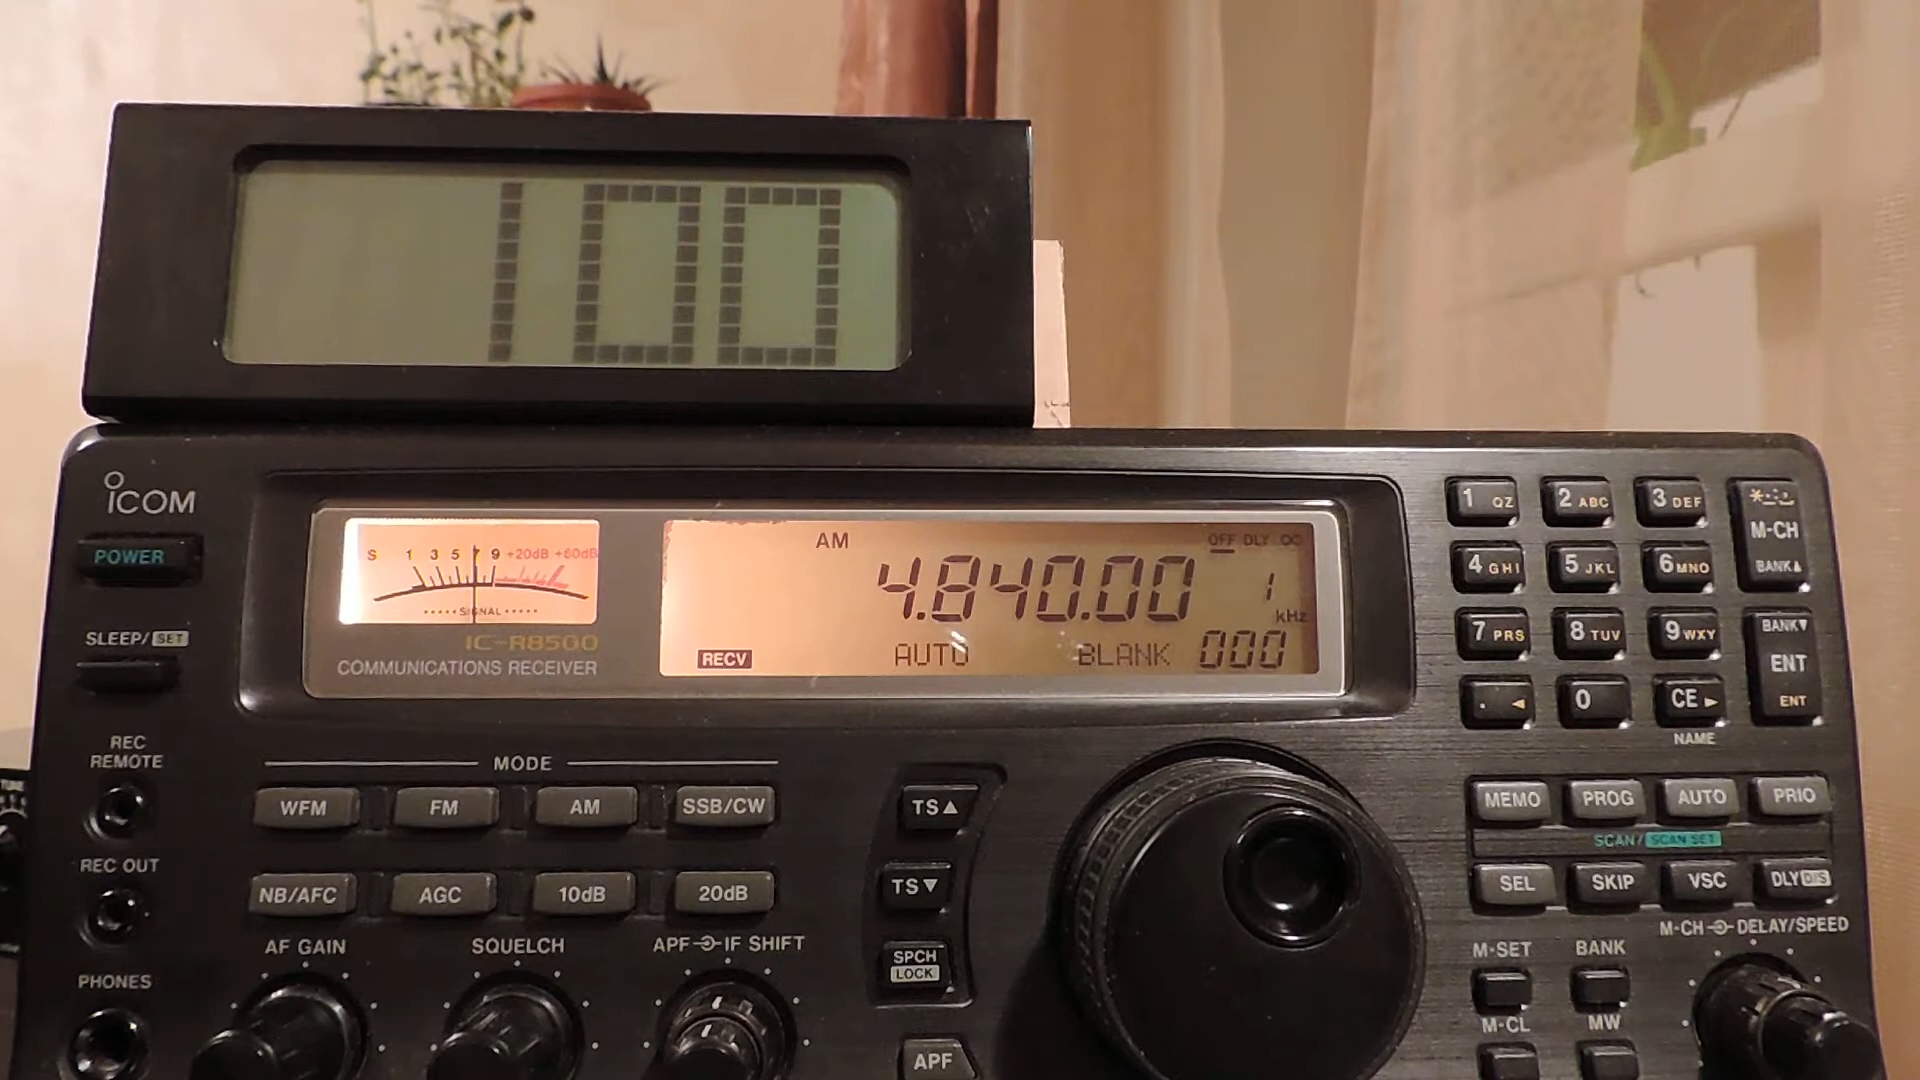 100
ICOM
POWER
SLEEP/SET
REC
REMOTE
REC OUT
PHONES
S 1 3 5 7 9 +20dB +60dB
SIGNAL
IC-R8500
COMMUNICATIONS RECEIVER
AM
OFF DLY
4.840.00
1
kHz
RECV AUTO BLANK 000
MODE
WFM FM AM SSB/CW
NB/AFC AGC 10dB 20dB
AF GAIN SQUELCH APF IF SHIFT
TS▲
TS▼
SPCH
LOCK
APF
1 QZ 2 ABC 3 DEF
M-CH
BANK▲
4 GHI 5 JKL 6 MNO
7 PRS 8 TUV 9 WXY
BANK▼
ENT
ENT
. ◄ 0 CE ►
NAME
MEMO PROG AUTO PRIO
SCAN/SCAN SET
SEL SKIP VSC DLY D/S
M-CH DELAY/SPEED
M-SET BANK
M-CL MW